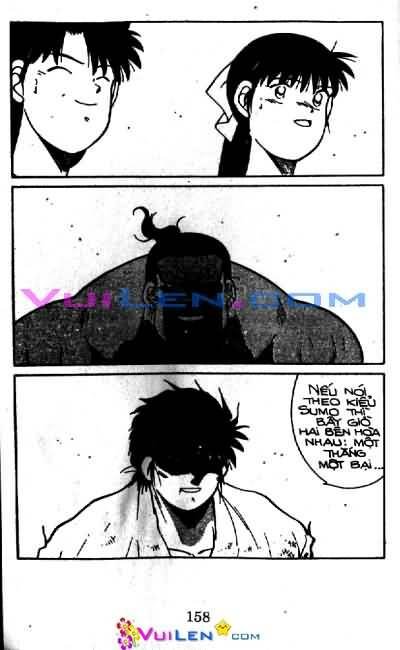 VuiLen.com
NẾU NÓI
THEO KIỂU
SUMO THÌ
BÂY GIỜ
HAI BÊN HÒA
NHAU: MỘT
THẮNG
MỘT BẠI...
158
VuiLen.com